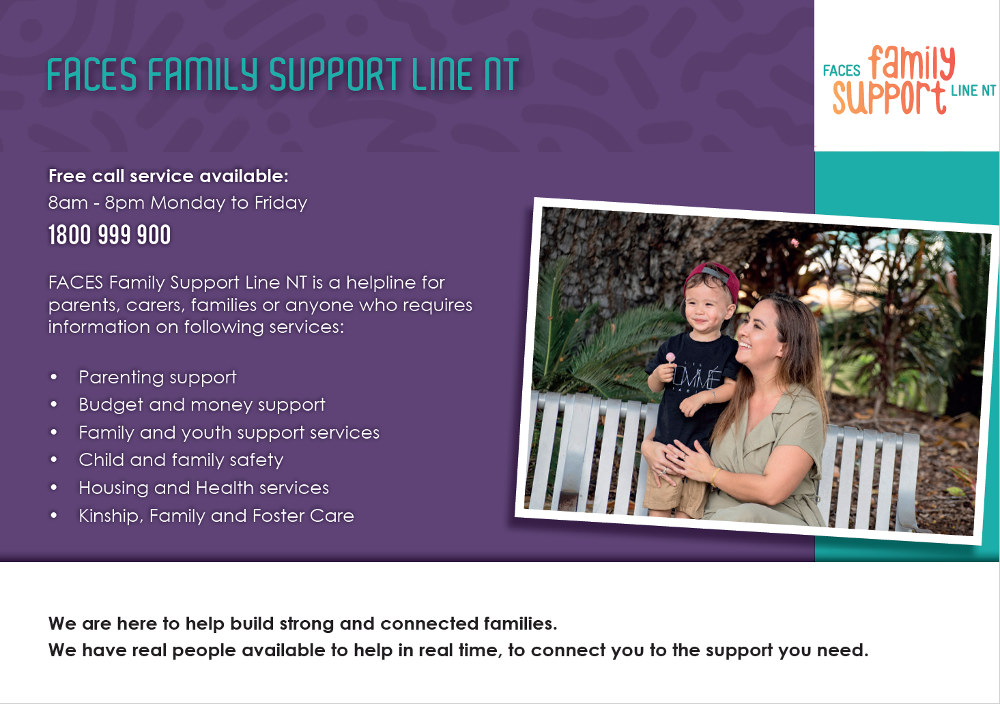 FACES FAMILY SUPPORT LINE NT
FACES family
support LINE NT
Free call service available:
8am - 8pm Monday to Friday
1800 999 900
FACES Family Support Line NT is a helpline for
parents, carers, families or anyone who requires
information on following services:
• Parenting support
• Budget and money support
• Family and youth support services
• Child and family safety
• Housing and Health services
• Kinship, Family and Foster Care
We are here to help build strong and connected families.
We have real people available to help in real time, to connect you to the support you need.